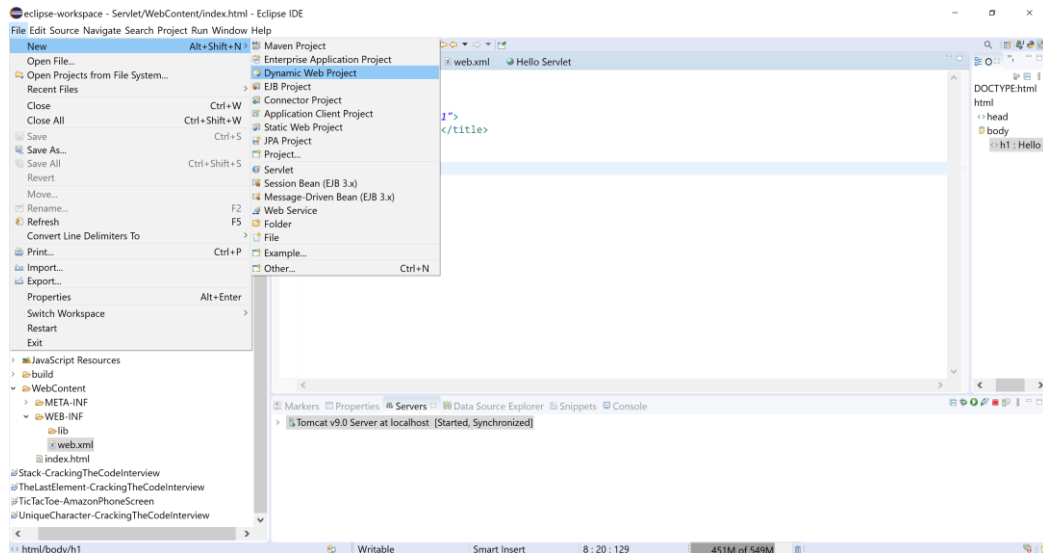 eclipse-workspace - Servlet/WebContent/index.html - Eclipse IDE
File Edit Source Navigate Search Project Run Window Help
New Alt+Shift+N >
Open File...
Open Projects from File System...
Recent Files >
Close Ctrl+W
Close All Ctrl+Shift+W
Save Ctrl+S
Save As...
Save All Ctrl+Shift+S
Revert
Move...
Rename... F2
Refresh F5
Convert Line Delimiters To >
Print... Ctrl+P
Import...
Export...
Properties Alt+Enter
Switch Workspace >
Restart
Exit
Maven Project
Enterprise Application Project
Dynamic Web Project
EJB Project
Connector Project
Application Client Project
Static Web Project
JPA Project
Project...
Servlet
Session Bean (EJB 3.x)
Message-Driven Bean (EJB 3.x)
Web Service
Folder
File
Example...
Other... Ctrl+N
web.xml Hello Servlet
1">
</title>
DOCTYPE:html
html
head
body
h1 : Hello
JavaScript Resources
build
WebContent
META-INF
WEB-INF
lib
web.xml
index.html
Stack-CrackingTheCodeInterview
TheLastElement-CrackingTheCodeInterview
TicTacToe-AmazonPhoneScreen
UniqueCharacter-CrackingTheCodeInterview
Markers Properties Servers Data Source Explorer Snippets Console
Tomcat v9.0 Server at localhost [Started, Synchronized]
html/body/h1 Writable Smart Insert 8 : 20 : 129 451M of 549M